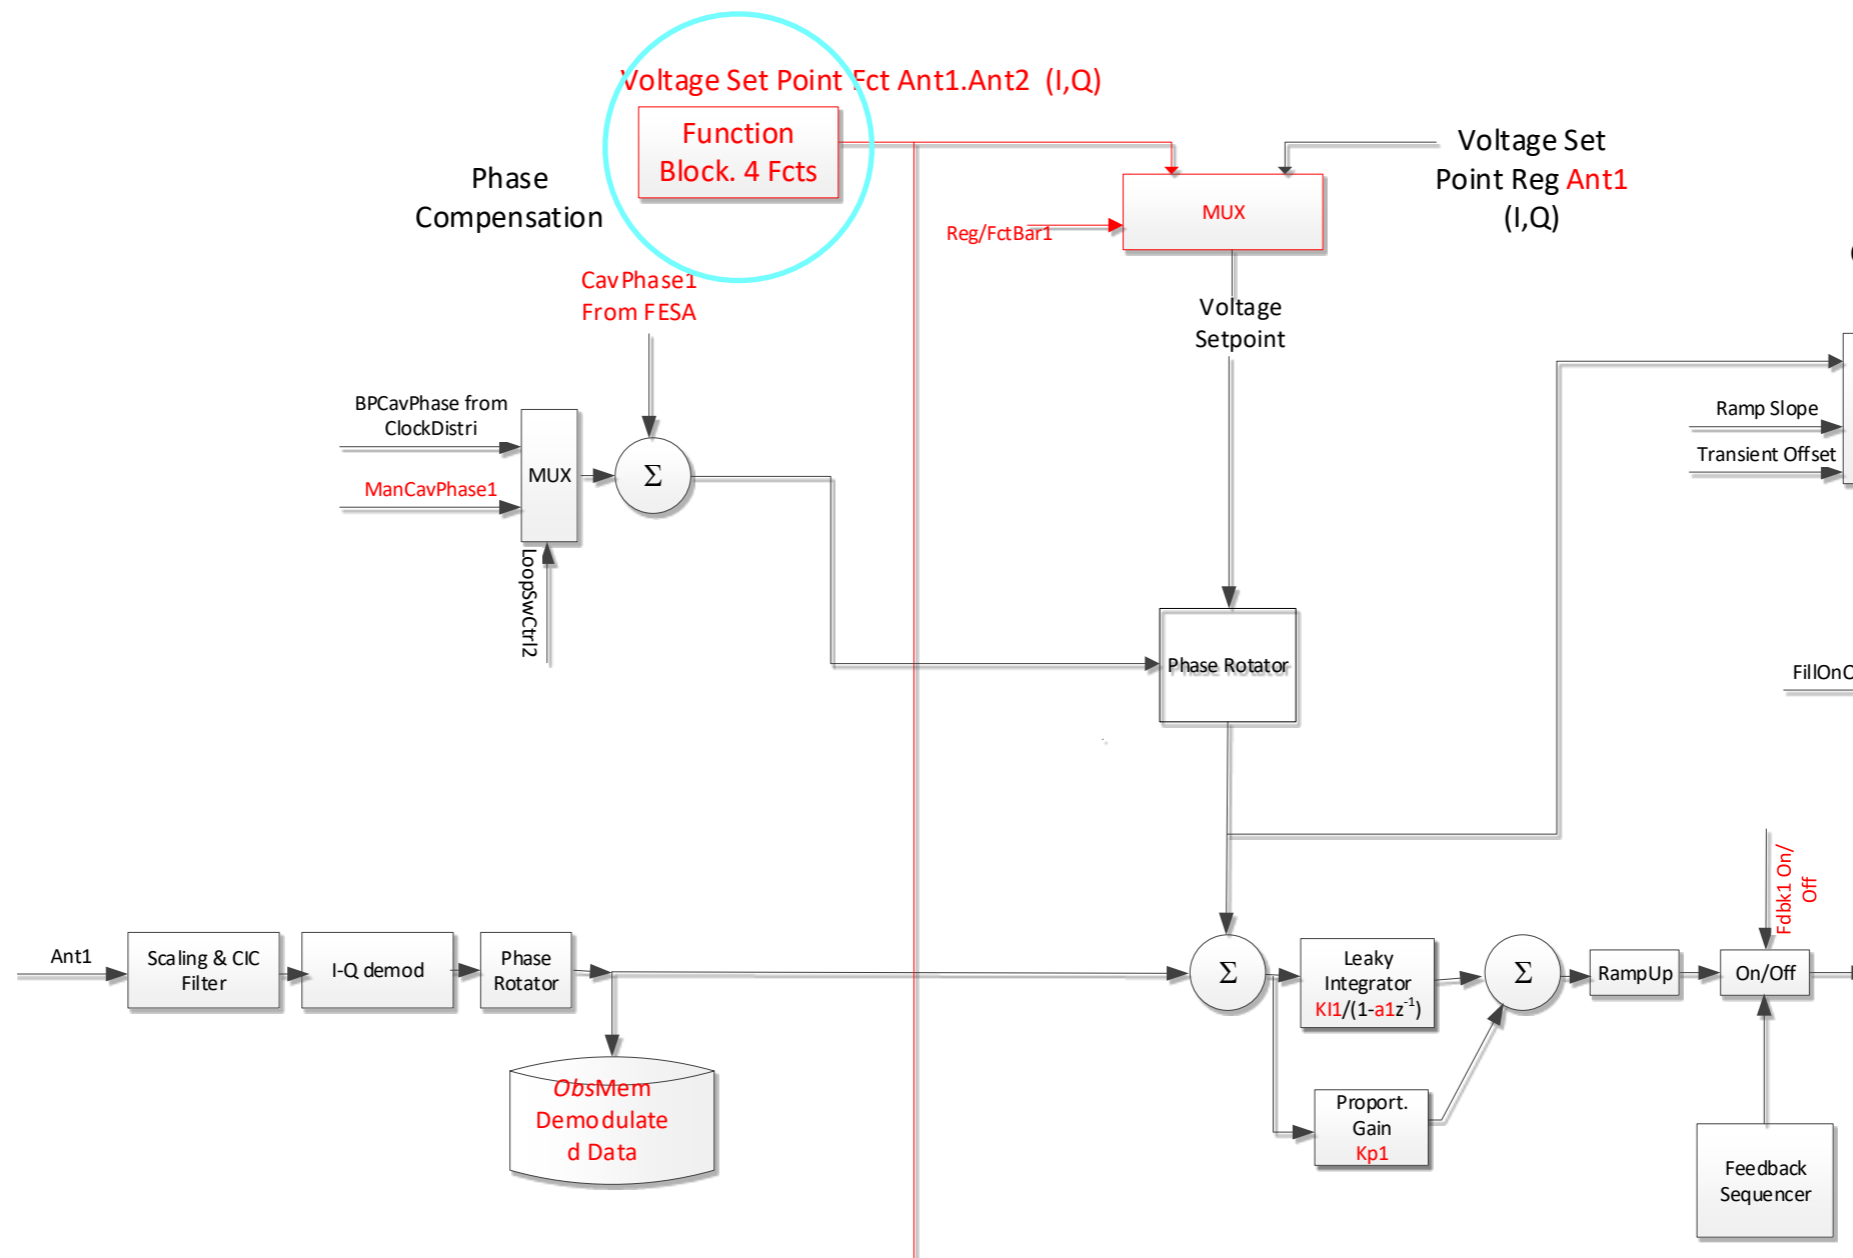 Voltage Set Point Fct Ant1.Ant2  (I,Q)
Function
Block. 4 Fcts
Voltage Set
Point Reg Ant1
(I,Q)
Phase
Compensation
MUX
Reg/FctBar1
CavPhase1
From FESA
Voltage
Setpoint
BPCavPhase from
ClockDistri
ManCavPhase1
MUX
Σ
LoopSwCtrl2
Ramp Slope
Transient Offset
Phase Rotator
FillOnO
Fdbk1 On/
Off
Ant1
Scaling & CIC
Filter
I-Q demod
Phase
Rotator
Σ
Leaky
Integrator
KI1/(1-a1z⁻¹)
Σ
RampUp
On/Off
ObsMem
Demodulate
d Data
Proport.
Gain
Kp1
Feedback
Sequencer